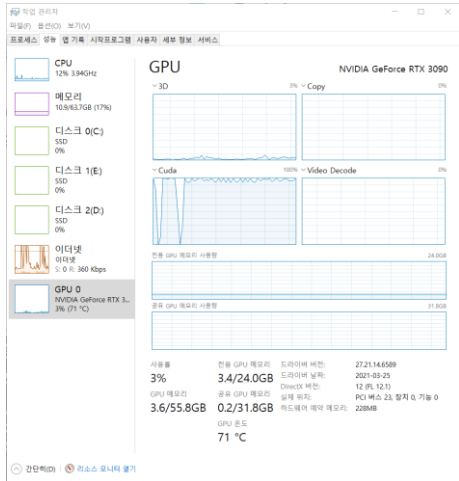 작업 관리자
파일(F) 옵션(O) 보기(V)
프로세스 성능 앱 기록 시작프로그램 사용자 세부 정보 서비스
CPU
12% 3.94GHz
메모리
10.9/63.7GB (17%)
디스크 0(C:)
SSD
0%
디스크 1(E:)
SSD
0%
디스크 2(D:)
SSD
0%
이더넷
이더넷
S: 0 R: 360 Kbps
GPU 0
NVIDIA GeForce RTX 3...
3% (71 °C)
GPU NVIDIA GeForce RTX 3090
3D 3% Copy 0%
Cuda 100% Video Decode 0%
전용 GPU 메모리 사용량 24.0GB
공유 GPU 메모리 사용량 31.8GB
사용률
3%
GPU 메모리
3.6/55.8GB
전용 GPU 메모리
3.4/24.0GB
공유 GPU 메모리
0.2/31.8GB
GPU 온도
71 °C
드라이버 버전: 27.21.14.6589
드라이버 날짜: 2021-03-25
DirectX 버전: 12 (FL 12.1)
실제 위치: PCI 버스 23, 장치 0, 기능 0
하드웨어 예약 메모리: 228MB
간단히(D) 리소스 모니터 열기